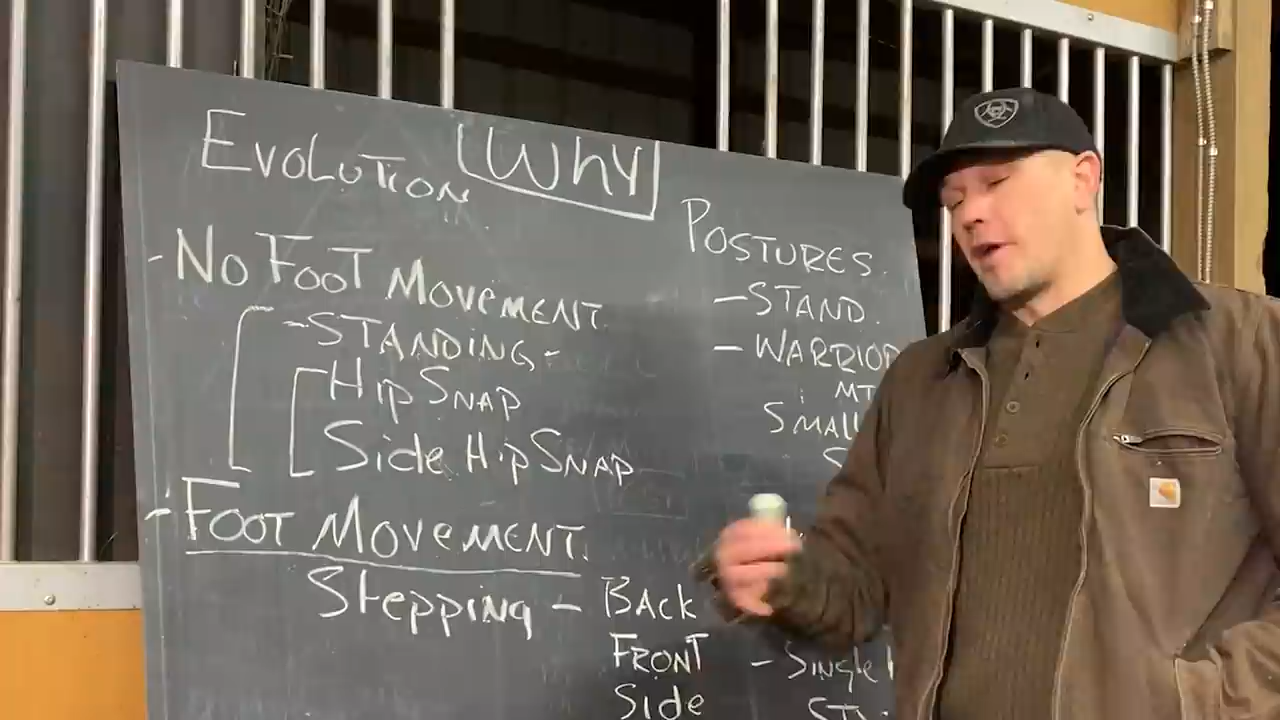 Evolution Why
- No Foot Movement
- Standing -
Hip Snap
Side Hip Snap
- Foot Movement
Stepping - Back
Front
Side
Postures
- Stand
- Warrior
MT
Small
- Single